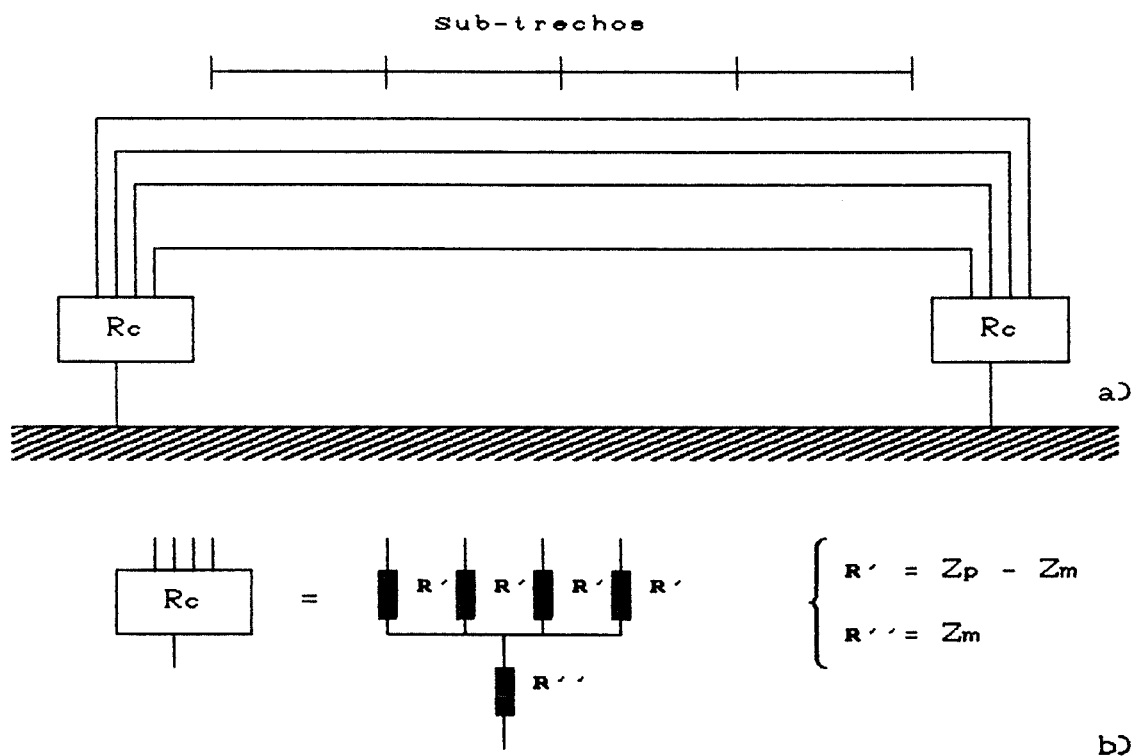 Sub-trechos
Rc
Rc
a)
Rc
=
R' R' R' R'
R''
R' = Zp - Zm
R'' = Zm
b)